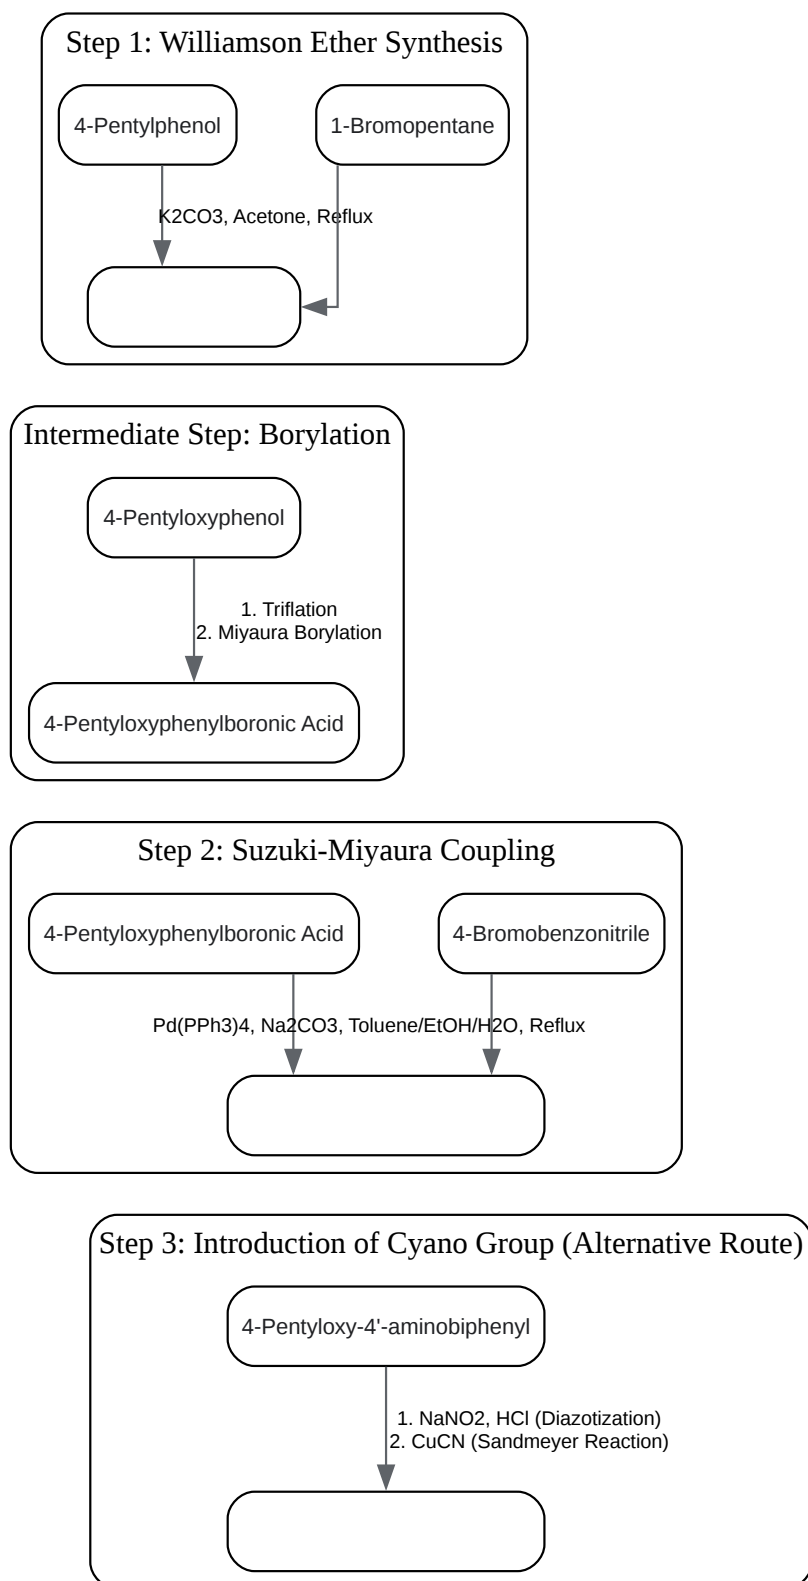 Step 1: Williamson Ether Synthesis
4-Pentylphenol
1-Bromopentane
K2CO3, Acetone, Reflux
Intermediate Step: Borylation
4-Pentyloxyphenol
1. Triflation
2. Miyaura Borylation
4-Pentyloxyphenylboronic Acid
Step 2: Suzuki-Miyaura Coupling
4-Pentyloxyphenylboronic Acid
4-Bromobenzonitrile
Pd(PPh3)4, Na2CO3, Toluene/EtOH/H2O, Reflux
Step 3: Introduction of Cyano Group (Alternative Route)
4-Pentyloxy-4'-aminobiphenyl
1. NaNO2, HCl (Diazotization)
2. CuCN (Sandmeyer Reaction)